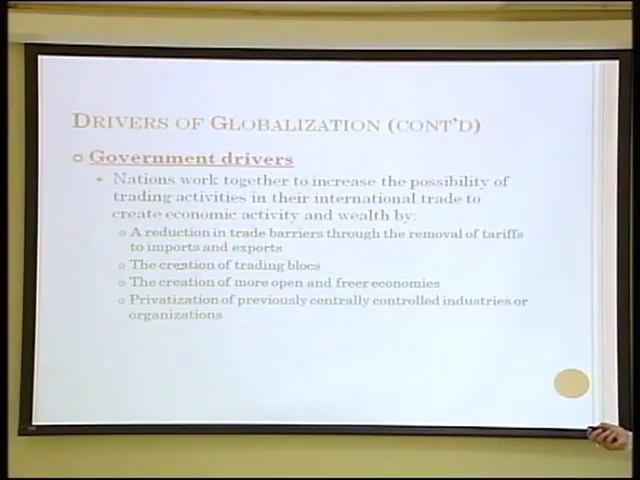 DRIVERS OF GLOBALIZATION (CONT'D)
Government drivers
Nations work together to increase the possibility of
trading activities in their international trade to
create economic activity and wealth by:
A reduction in trade barriers through the removal of tariffs
to imports and exports
The creation of trading blocs
The creation of more open and freer economies
Privatization of previously centrally controlled industries or
organizations